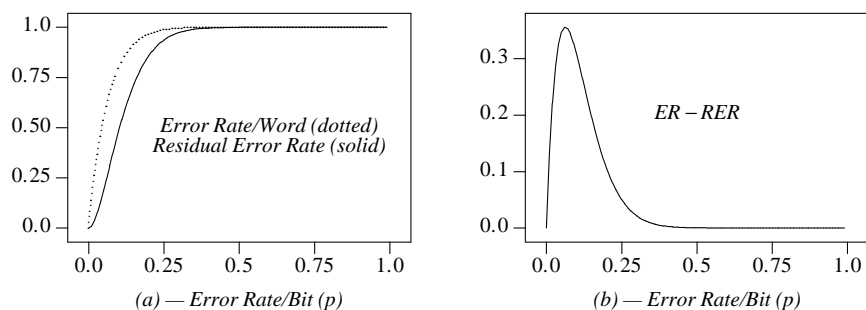 1.0
0.75
0.50
0.25
0.0
Error Rate/Word (dotted)
Residual Error Rate (solid)
0.0 0.25 0.5 0.75 1.0
(a) — Error Rate/Bit (p)
0.3
0.2
0.1
0.0
ER – RER
0.0 0.25 0.5 0.75 1.0
(b) — Error Rate/Bit (p)